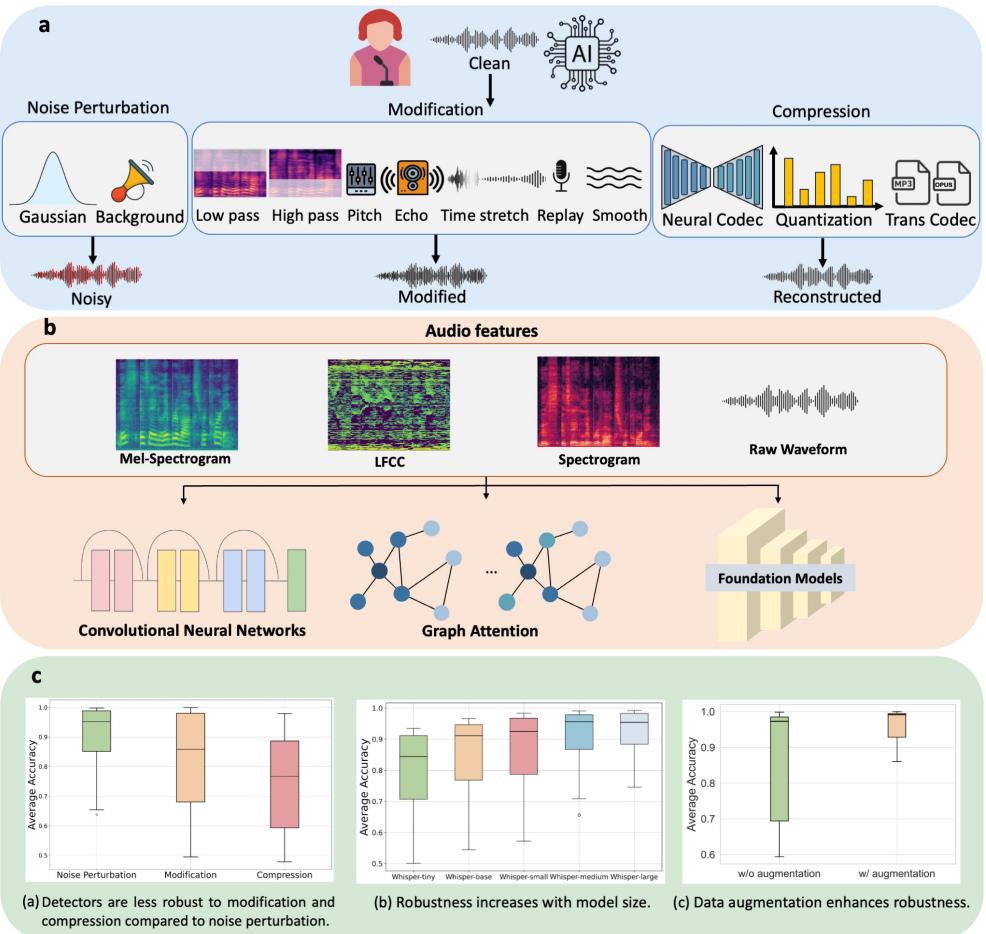 a
AI
Clean
Noise Perturbation
Modification
Compression
MP3
OPUS
Gaussian Background
Low pass High pass Pitch Echo Time stretch Replay Smooth
Neural Codec Quantization Trans Codec
Noisy
Modified
Reconstructed
b
Audio features
Mel-Spectrogram
LFCC
Spectrogram
Raw Waveform
Foundation Models
Convolutional Neural Networks
Graph Attention
...
c
Average Accuracy
1.0
0.9
0.8
0.7
0.6
0.5
Noise Perturbation Modification Compression
(a) Detectors are less robust to modification and
compression compared to noise perturbation.
Average Accuracy
1.0
0.9
0.8
0.7
0.6
0.5
Whisper-tiny Whisper-base Whisper-small Whisper-medium Whisper-large
(b) Robustness increases with model size.
Average Accuracy
1.0
0.9
0.8
0.7
0.6
w/o augmentation w/ augmentation
(c) Data augmentation enhances robustness.